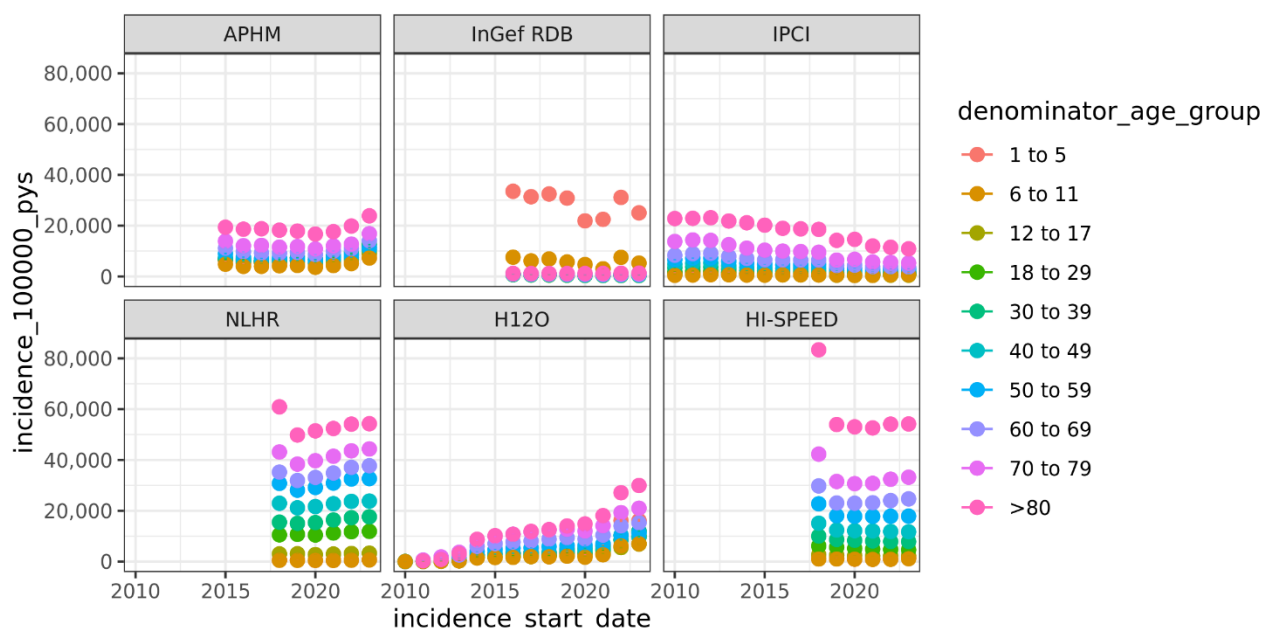 APHM InGef RDB IPCI
80,000
60,000
40,000
20,000
0
NLHR H12O HI-SPEED
80,000
60,000
40,000
20,000
0
2010 2020 2010 2020 2010 2020
incidence_start_date
incidence_100000_pys
denominator_age_group
1 to 5
6 to 11
12 to 17
18 to 29
30 to 39
40 to 49
50 to 59
60 to 69
70 to 79
>80